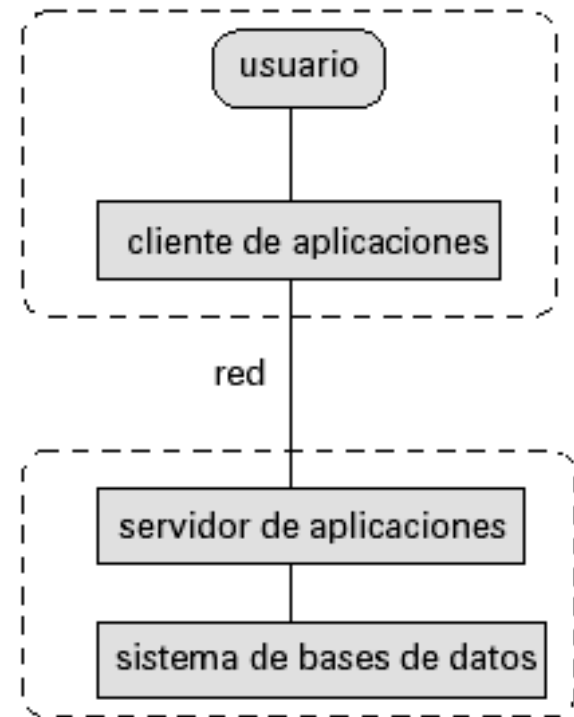 usuario
cliente de aplicaciones
red
servidor de aplicaciones
sistema de bases de datos